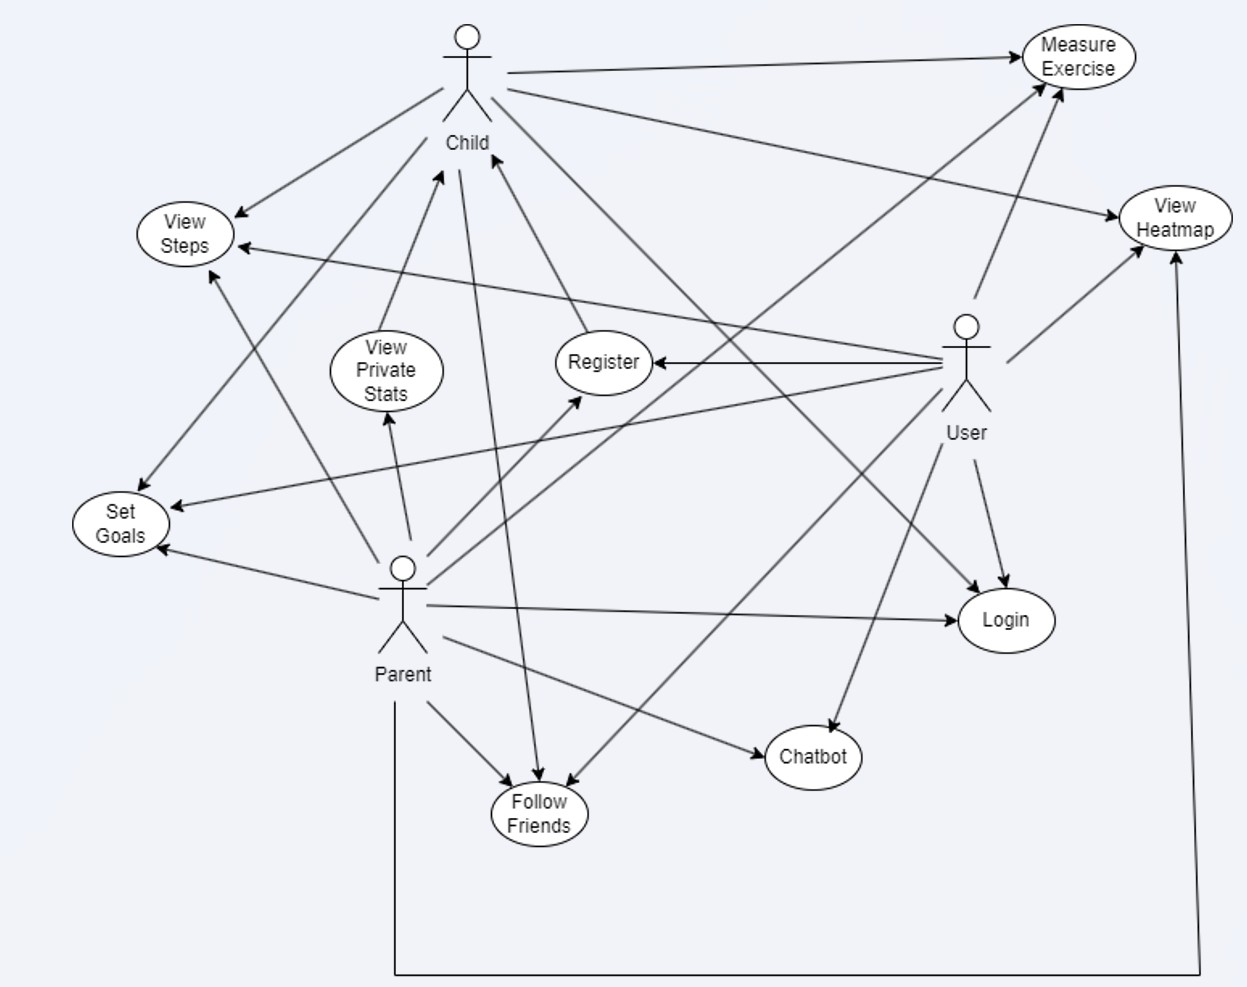 Measure
Exercise
Child
View
Steps
View
Heatmap
View
Private
Stats
Register
User
Set
Goals
Login
Parent
Chatbot
Follow
Friends